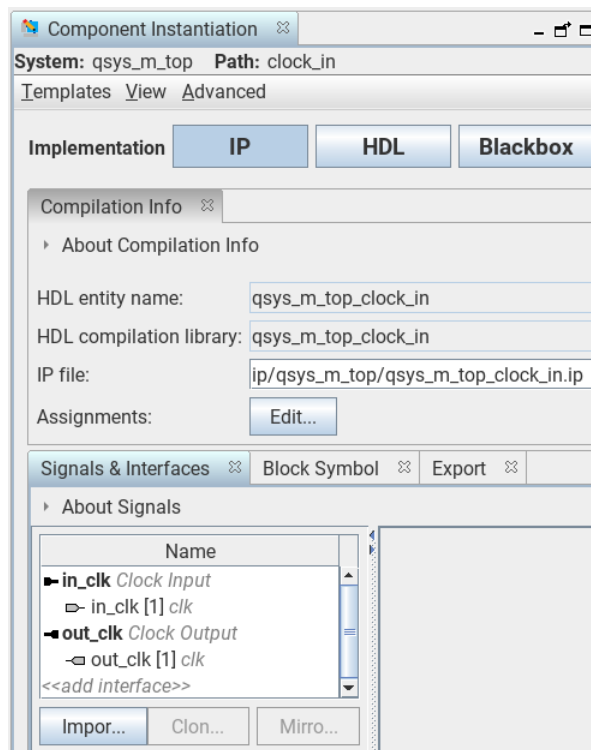 Component Instantiation
System: qsys_m_top Path: clock_in
Templates View Advanced
Implementation IP HDL Blackbox
Compilation Info
About Compilation Info
HDL entity name: qsys_m_top_clock_in
HDL compilation library: qsys_m_top_clock_in
IP file: ip/qsys_m_top/qsys_m_top_clock_in.ip
Assignments: Edit...
Signals & Interfaces Block Symbol Export
About Signals
Name
in_clk Clock Input
in_clk [1] clk
out_clk Clock Output
out_clk [1] clk
<<add interface>>
Impor... Clon... Mirro...